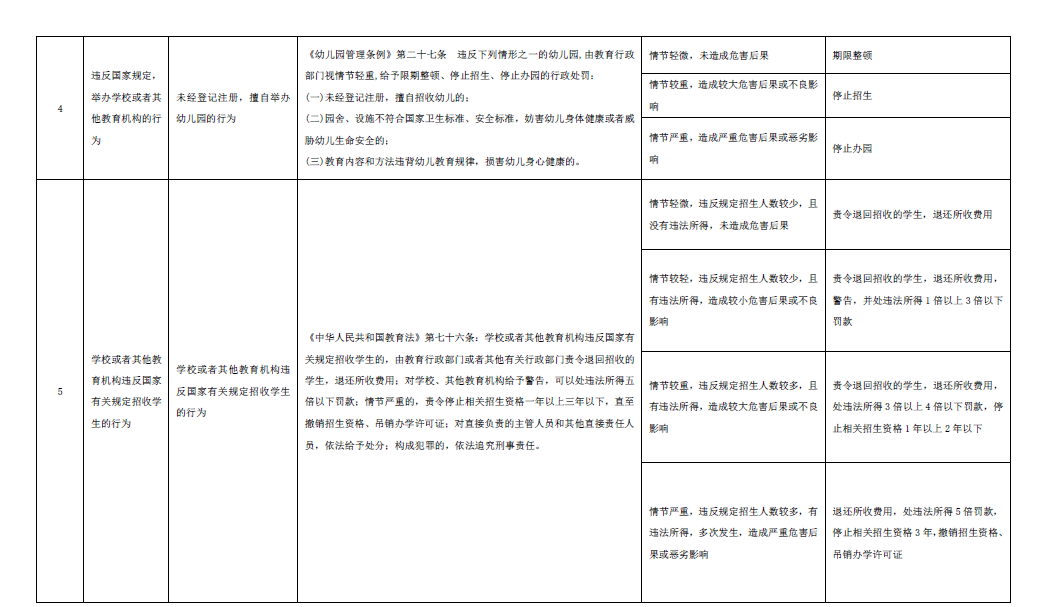 4
违反国家规定，
举办学校或者其
他教育机构的行
为
未经登记注册，擅自举办
幼儿园的行为
《幼儿园管理条例》第二十七条　违反下列情形之一的幼儿园,由教育行政
部门视情节轻重,给予限期整顿、停止招生、停止办园的行政处罚：
(一)未经登记注册，擅自招收幼儿的；
(二)园舍、设施不符合国家卫生标准、安全标准，妨害幼儿身体健康或者威
胁幼儿生命安全的；
(三)教育内容和方法违背幼儿教育规律，损害幼儿身心健康的。
情节轻微，未造成危害后果
期限整顿
情节较重，造成较大危害后果或不良影
响
停止招生
情节严重，造成严重危害后果或恶劣影
响
停止办园
5
学校或者其他教
育机构违反国家
有关规定招收学
生的行为
学校或者其他教育机构违
反国家有关规定招收学生
的行为
《中华人民共和国教育法》第七十六条：学校或者其他教育机构违反国家有
关规定招收学生的，由教育行政部门或者其他有关行政部门责令退回招收的
学生，退还所收费用；对学校、其他教育机构给予警告，可以处违法所得五
倍以下罚款；情节严重的，责令停止相关招生资格一年以上三年以下，直至
撤销招生资格、吊销办学许可证；对直接负责的主管人员和其他直接责任人
员，依法给予处分；构成犯罪的，依法追究刑事责任。
情节轻微，违反规定招生人数较少，且
没有违法所得，未造成危害后果
责令退回招收的学生，退还所收费用
情节较轻，违反规定招生人数较少，且
有违法所得，造成较小危害后果或不良
影响
责令退回招收的学生，退还所收费用，
警告，并处违法所得1倍以上3倍以下
罚款
情节较重，违反规定招生人数较多，且
有违法所得，造成较大危害后果或不良
影响
责令退回招收的学生，退还所收费用，
处违法所得3倍以上4倍以下罚款，停
止相关招生资格1年以上2年以下
情节严重，违反规定招生人数较多，有
违法所得，多次发生，造成严重危害后
果或恶劣影响
退还所收费用，处违法所得5倍罚款，
停止相关招生资格3年，撤销招生资格、
吊销办学许可证